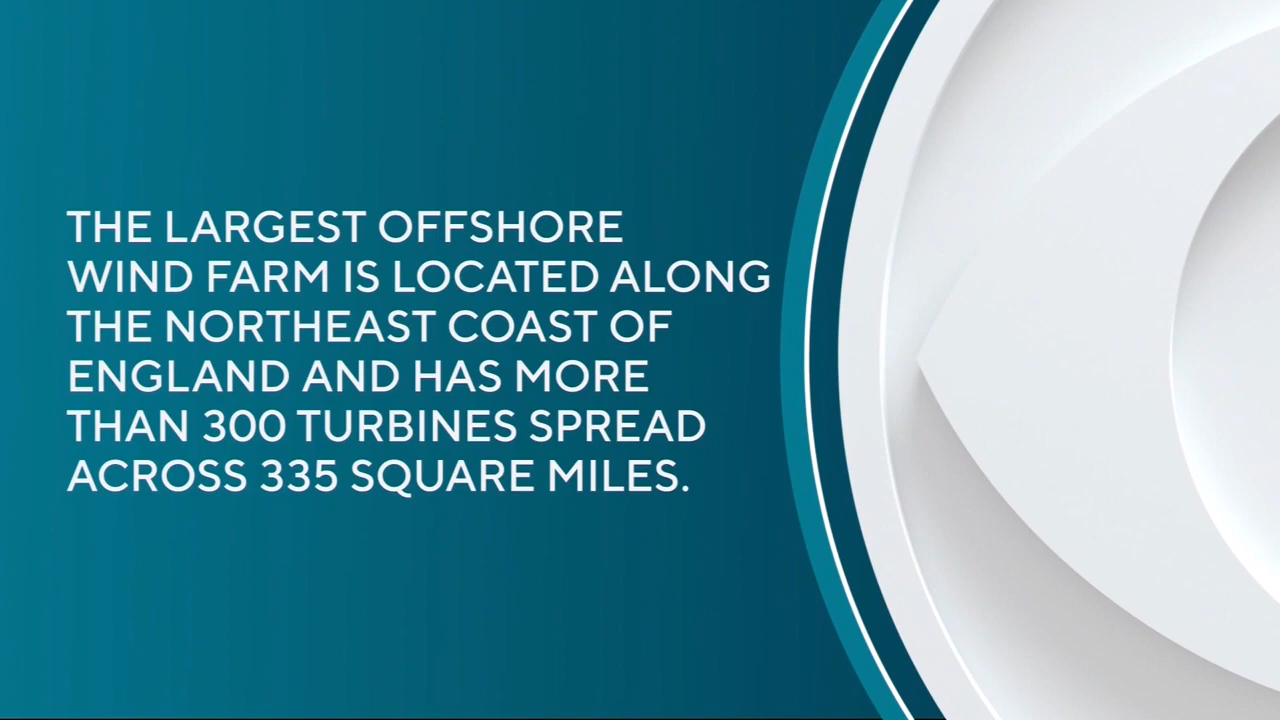 THE LARGEST OFFSHORE
WIND FARM IS LOCATED ALONG
THE NORTHEAST COAST OF
ENGLAND AND HAS MORE
THAN 300 TURBINES SPREAD
ACROSS 335 SQUARE MILES.